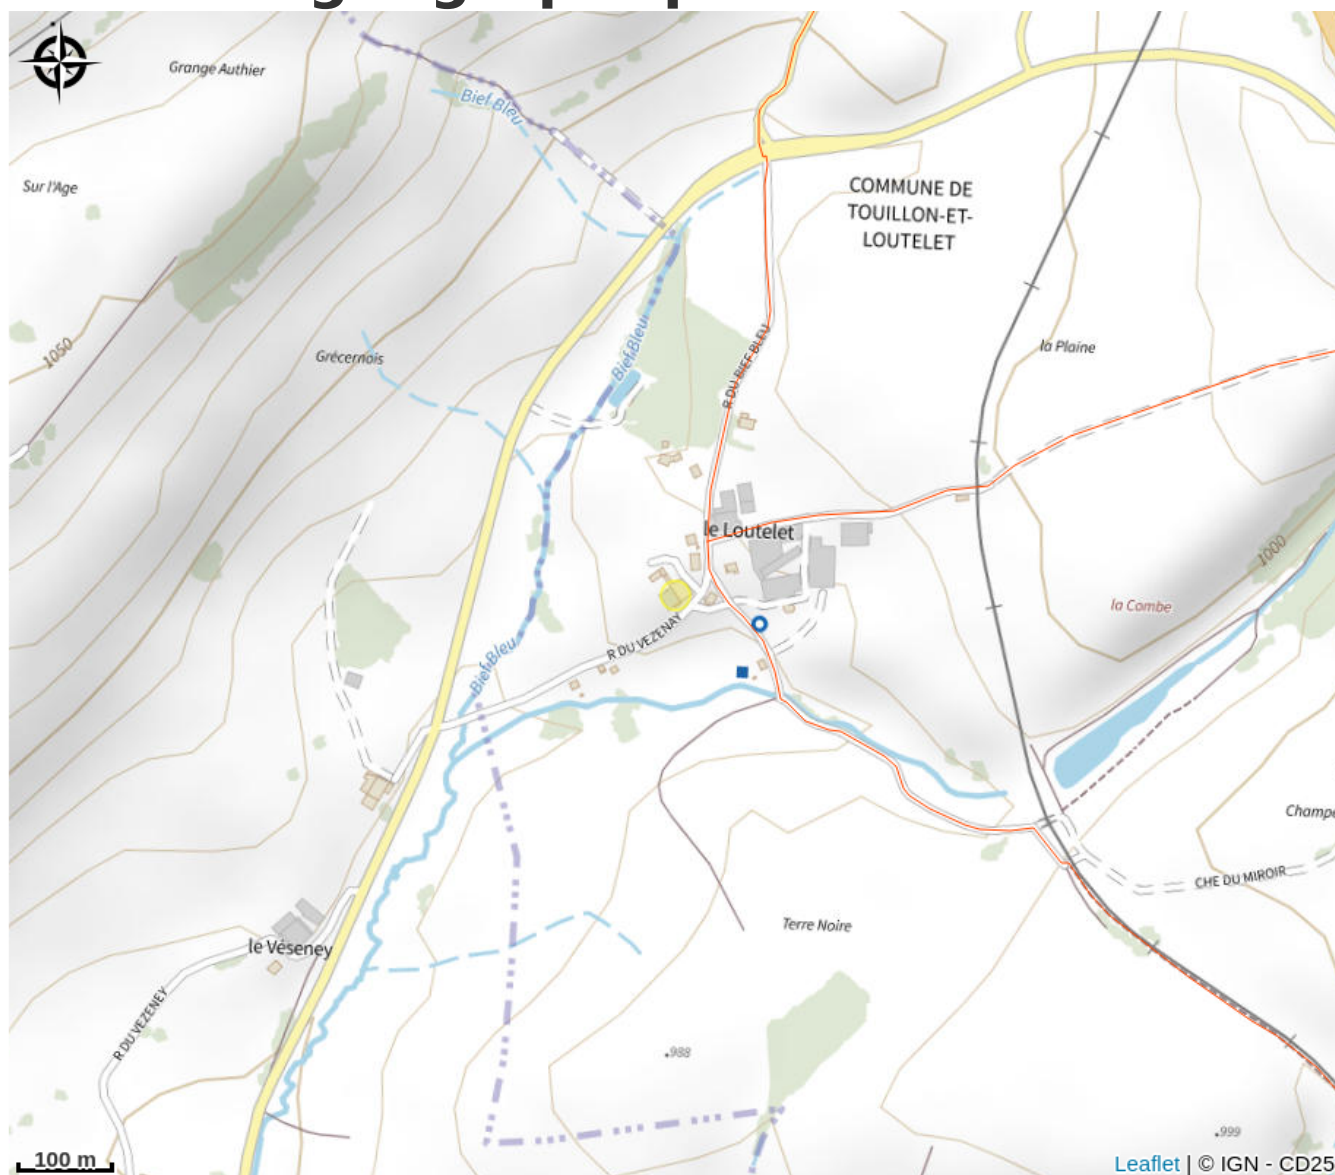 Grange Authier
Bief Bleu
Sur l'Age
COMMUNE DE
TOUILLON-ET-
LOUTELET
1050
Grécernois
Bief Bleu
R DU BIEF BLEU
la Plaine
le Loutelet
1000
la Combe
R DU VEZENAY
Bief Bleu
Champ
CHE DU MIROIR
Terre Noire
le Véseney
R DU VEZENEY
988
999
100 m
Leaflet | © IGN - CD25